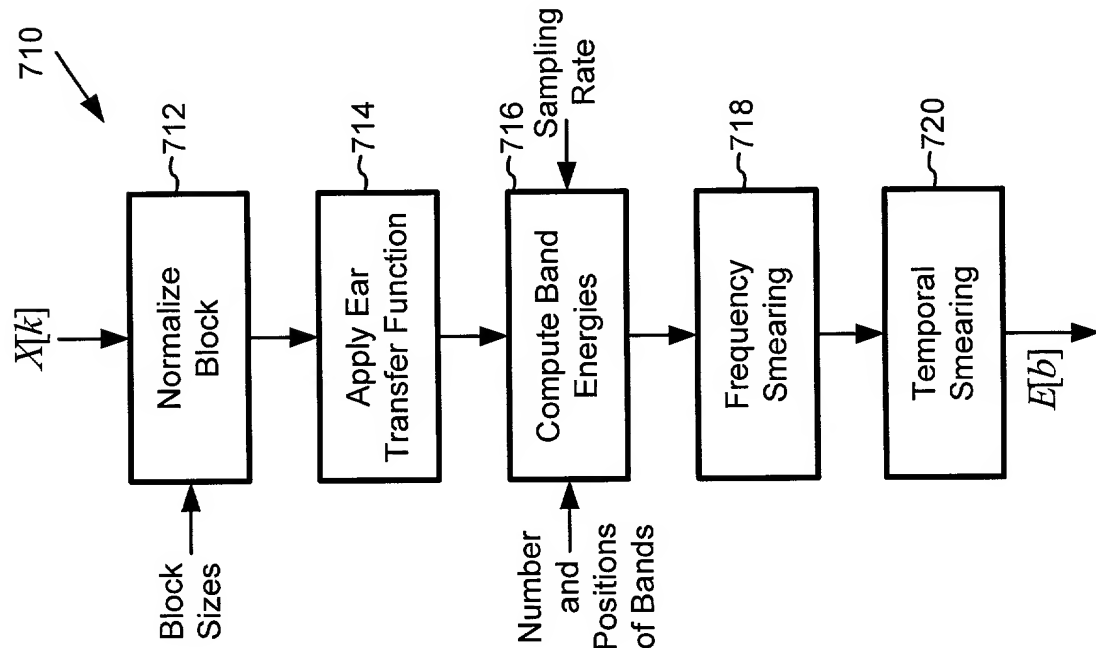 710
X[k]
712
Normalize
Block
Block
Sizes
714
Apply Ear
Transfer Function
716
Compute Band
Energies
Sampling
Rate
Number
and
Positions
of Bands
718
Frequency
Smearing
720
Temporal
Smearing
E[b]